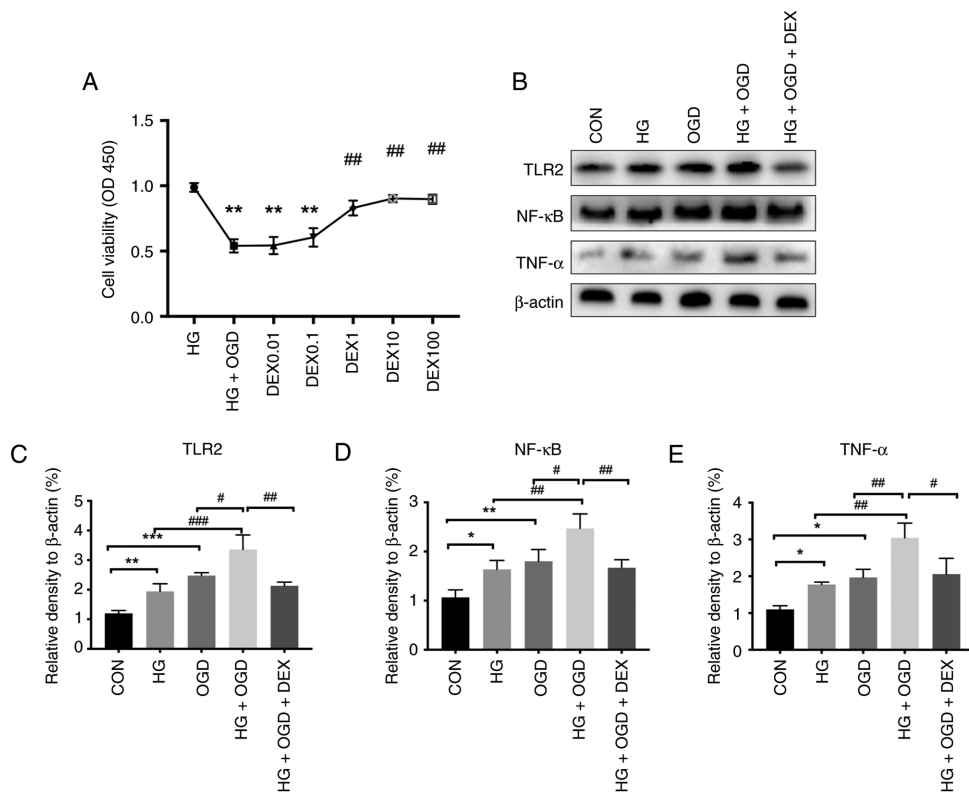 A
Cell viability (OD 450)
1.5
1.0
0.5
0.0
** ** ** ## ## ##
HG
HG + OGD
DEX0.01
DEX0.1
DEX1
DEX10
DEX100
B
CON
HG
OGD
HG + OGD
HG + OGD + DEX
TLR2
NF-κB
TNF-α
β-actin
C
TLR2
Relative density to β-actin (%)
5
4
3
2
1
0
# ##
###
***
**
CON
HG
OGD
HG + OGD
HG + OGD + DEX
D
NF-κB
Relative density to β-actin (%)
3
2
1
0
# ##
##
**
*
CON
HG
OGD
HG + OGD
HG + OGD + DEX
E
TNF-α
Relative density to β-actin (%)
4
3
2
1
0
## #
##
*
*
CON
HG
OGD
HG + OGD
HG + OGD + DEX